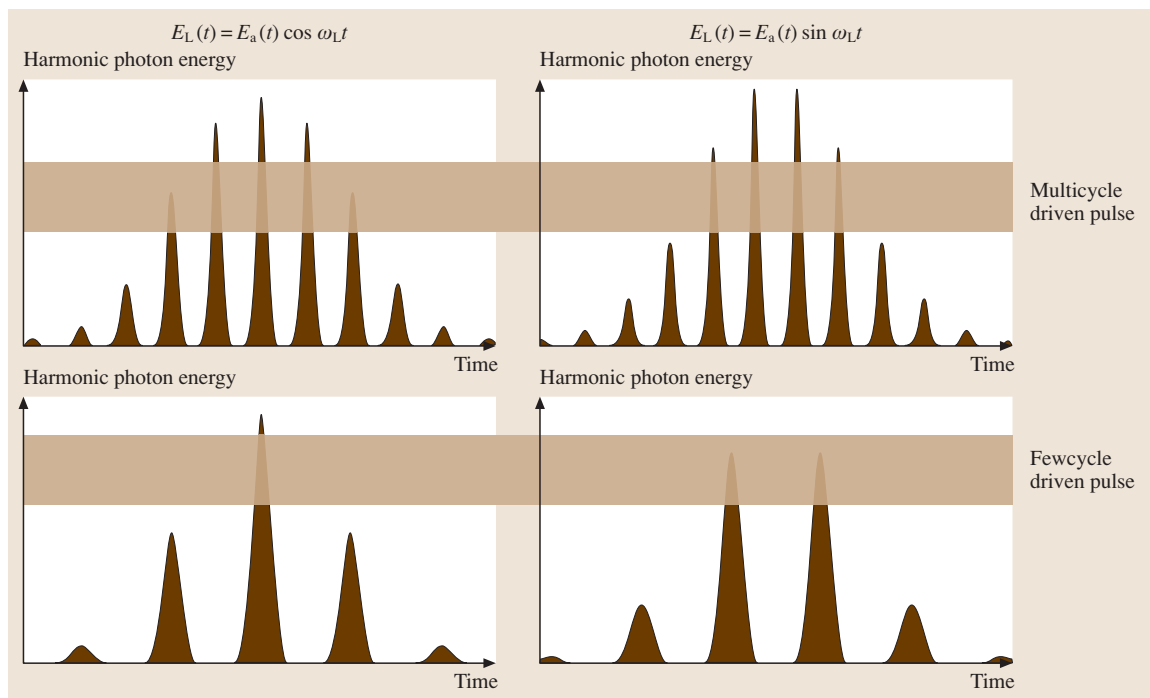 E_L(t) = E_a(t) cos ω_L t
E_L(t) = E_a(t) sin ω_L t
Harmonic photon energy
Harmonic photon energy
Multicycle
driven pulse
Time
Time
Harmonic photon energy
Harmonic photon energy
Fewcycle
driven pulse
Time
Time